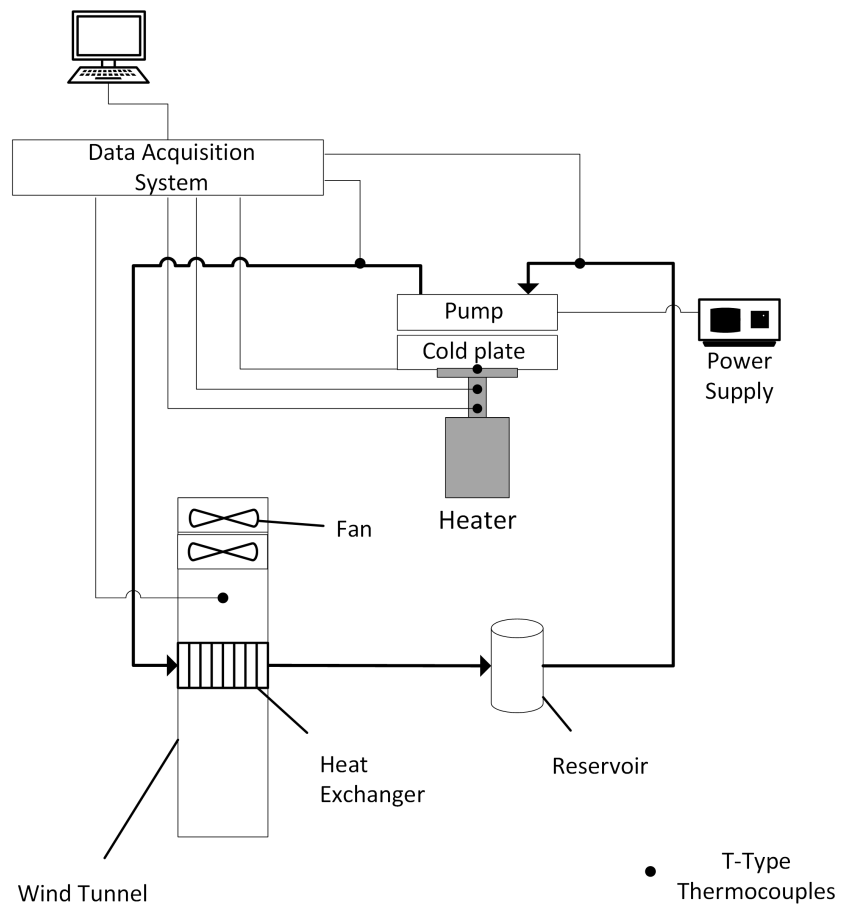 Data Acquisition
System
Pump
Cold plate
Power
Supply
Heater
Fan
Heat
Exchanger
Reservoir
Wind Tunnel
T-Type
Thermocouples